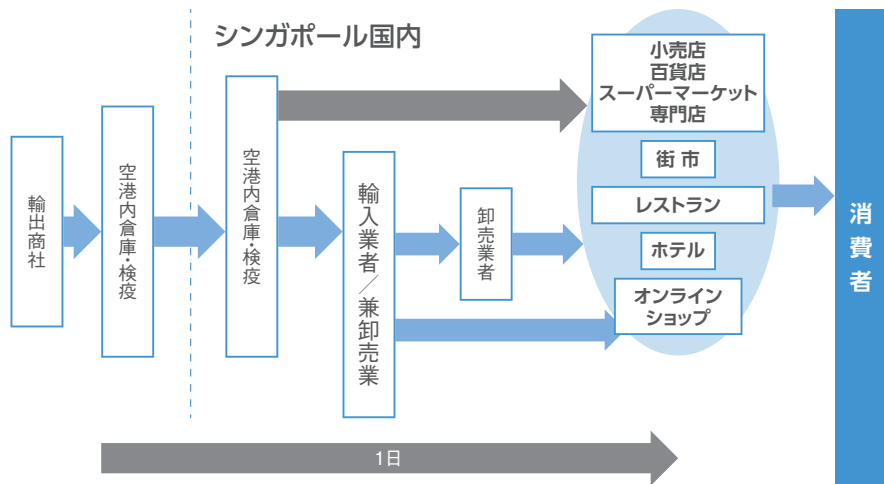 シンガポール国内
輸出商社
空港内倉庫・検疫
空港内倉庫・検疫
輸入業者／兼卸売業
卸売業者
小売店
百貨店
スーパーマーケット
専門店
街市
レストラン
ホテル
オンライン
ショップ
消費者
1日